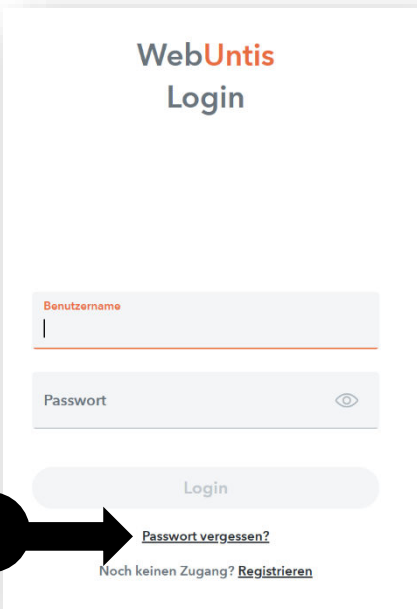 WebUntis
Login
Benutzername
Passwort
Login
Passwort vergessen?
Noch keinen Zugang? Registrieren